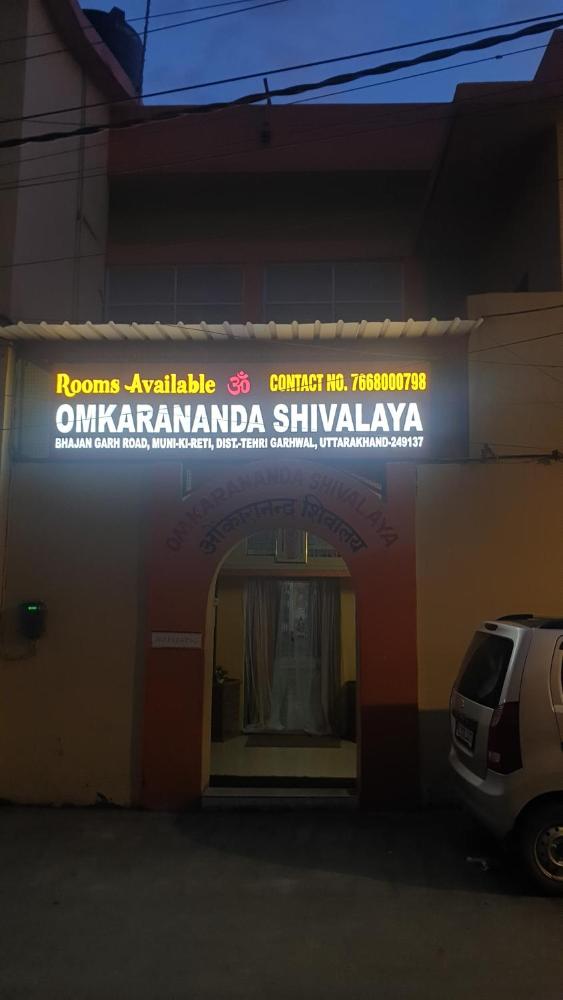 Rooms Available ॐ CONTACT NO. 7668000798
OMKARANANDA SHIVALAYA
BHAJAN GARH ROAD, MUNI-KI-RETI, DIST.-TEHRI GARHWAL, UTTARAKHAND-249137
OMKARANANDA SHIVALAYA
ओंकारानन्द शिवालय